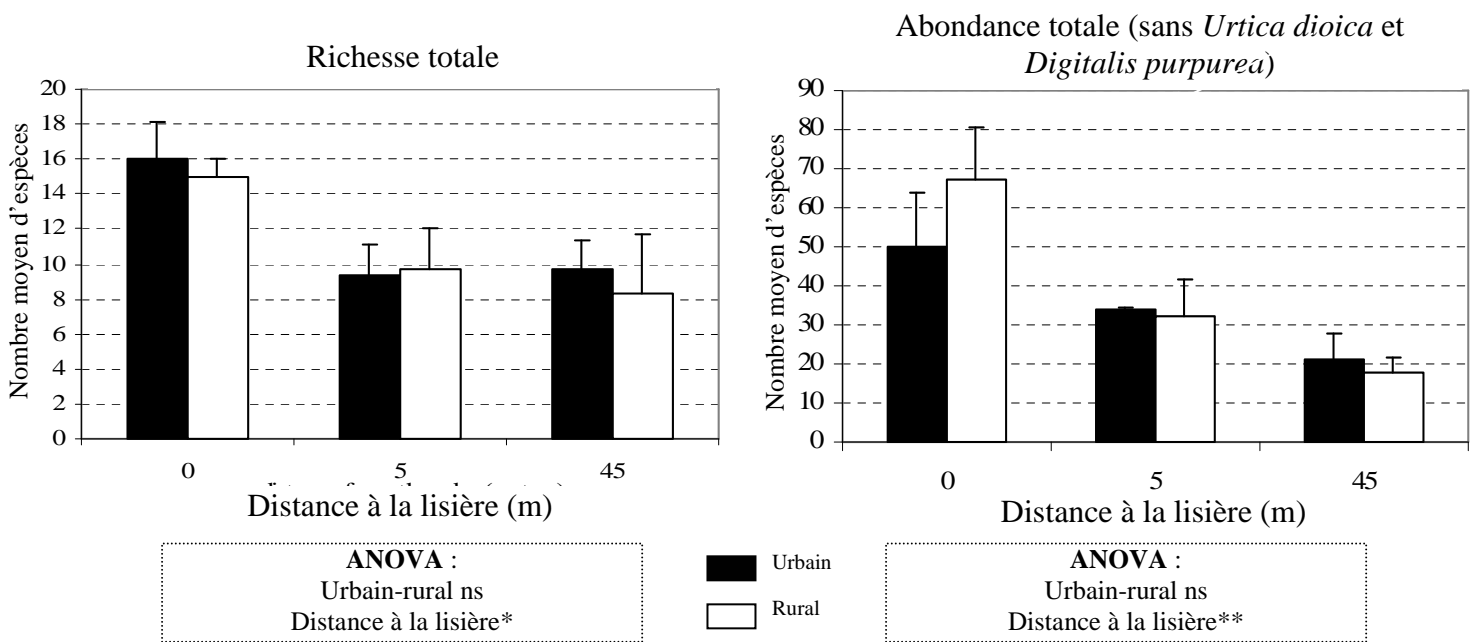 Richesse totale
Nombre moyen d'espèces
20
18
16
14
12
10
8
6
4
2
0
0 5 45
Distance à la lisière (m)
ANOVA :
Urbain-rural ns
Distance à la lisière*
Abondance totale (sans Urtica dioica et
Digitalis purpurea)
Nombre moyen d'espèces
90
80
70
60
50
40
30
20
10
0
0 5 45
Distance à la lisière (m)
Urbain
Rural
ANOVA :
Urbain-rural ns
Distance à la lisière**